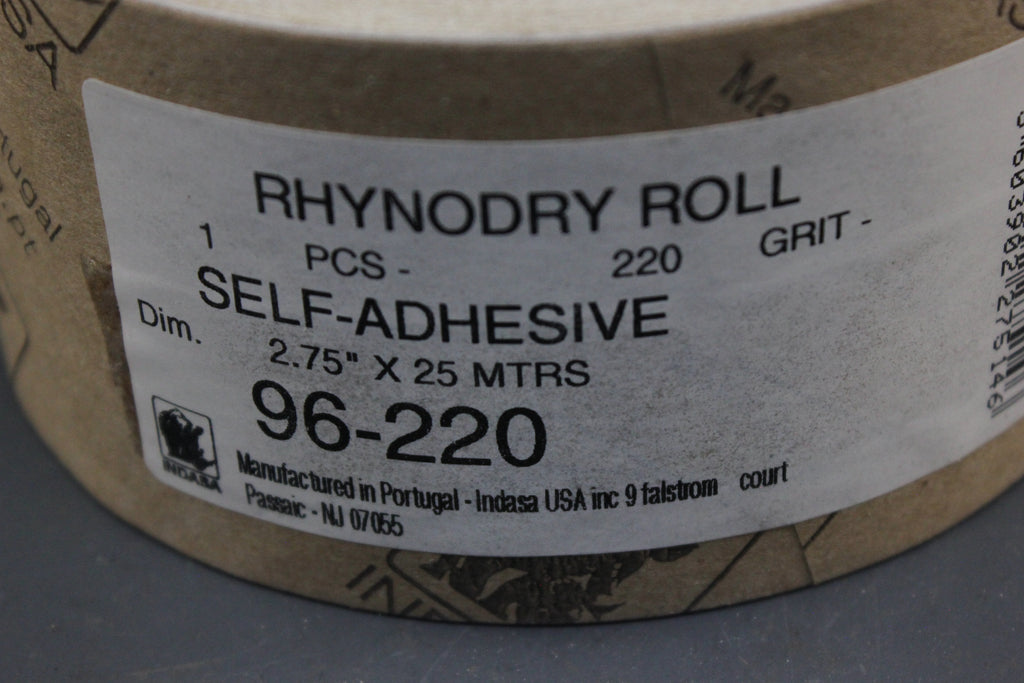 RHYNODRY ROLL
1 PCS - 220 GRIT -
SELF-ADHESIVE
Dim. 2.75" X 25 MTRS
96-220
INDASA
Manufactured in Portugal - Indasa USA inc 9 falstrom court
Passaic - NJ 07055